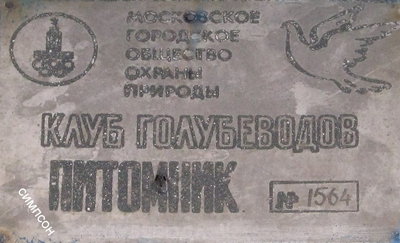 МОСКОВСКОЕ
ГОРОДСКОЕ
ОБЩЕСТВО
ОХРАНЫ
ПРИРОДЫ
КЛУБ ГОЛУБЕВОДОВ
ПИТОМНИК
№ 1564
СИМПСОН